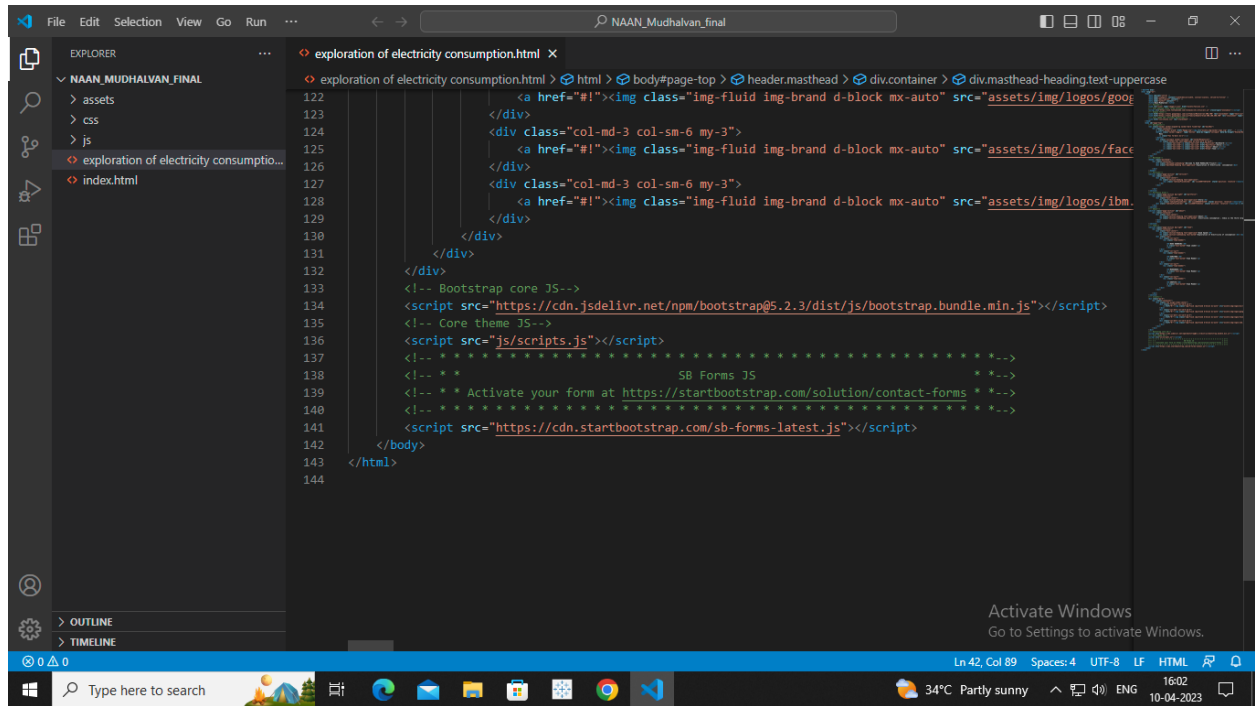 File Edit Selection View Go Run ··· NAAN_Mudhalvan_final
EXPLORER ···
NAAN_MUDHALVAN_FINAL
assets
css
js
exploration of electricity consumptio...
index.html
OUTLINE
TIMELINE
exploration of electricity consumption.html
exploration of electricity consumption.html > html > body#page-top > header.masthead > div.container > div.masthead-heading.text-uppercase
122 <a href="#!"><img class="img-fluid img-brand d-block mx-auto" src="assets/img/logos/goog
123 </div>
124 <div class="col-md-3 col-sm-6 my-3">
125 <a href="#!"><img class="img-fluid img-brand d-block mx-auto" src="assets/img/logos/face
126 </div>
127 <div class="col-md-3 col-sm-6 my-3">
128 <a href="#!"><img class="img-fluid img-brand d-block mx-auto" src="assets/img/logos/ibm.
129 </div>
130 </div>
131 </div>
132 </div>
133 <!-- Bootstrap core JS-->
134 <script src="https://cdn.jsdelivr.net/npm/bootstrap@5.2.3/dist/js/bootstrap.bundle.min.js"></script>
135 <!-- Core theme JS-->
136 <script src="js/scripts.js"></script>
137 <!-- * * * * * * * * * * * * * * * * * * * * * * * * * * * * * * * * * * * * * * * *-->
138 <!-- * * SB Forms JS * *-->
139 <!-- * * Activate your form at https://startbootstrap.com/solution/contact-forms * *-->
140 <!-- * * * * * * * * * * * * * * * * * * * * * * * * * * * * * * * * * * * * * * * *-->
141 <script src="https://cdn.startbootstrap.com/sb-forms-latest.js"></script>
142 </body>
143 </html>
144
Activate Windows
Go to Settings to activate Windows.
0 0 Ln 42, Col 89 Spaces: 4 UTF-8 LF HTML
Type here to search 34°C Partly sunny ENG 16:02
10-04-2023